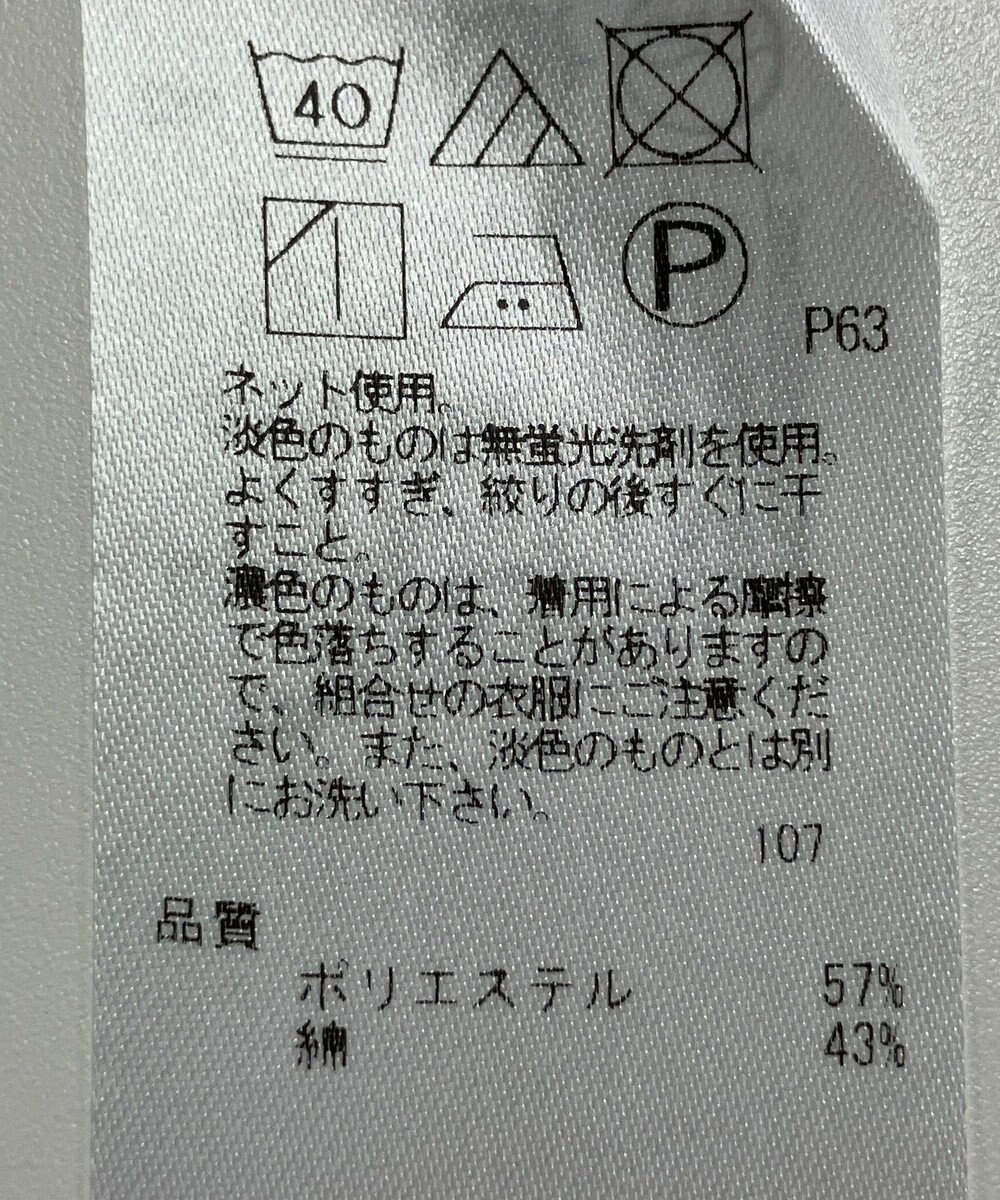 40
P
P63
ネット使用。
淡色のものは無蛍光洗剤を使用。
よくすすぎ、絞りの後すぐに干
すこと。
濃色のものは、着用による摩擦
で色落ちすることがありますの
で、組合せの衣服にご注意くだ
さい。また、淡色のものとは別
にお洗い下さい。
107
品質
ポリエステル 57%
綿 43%